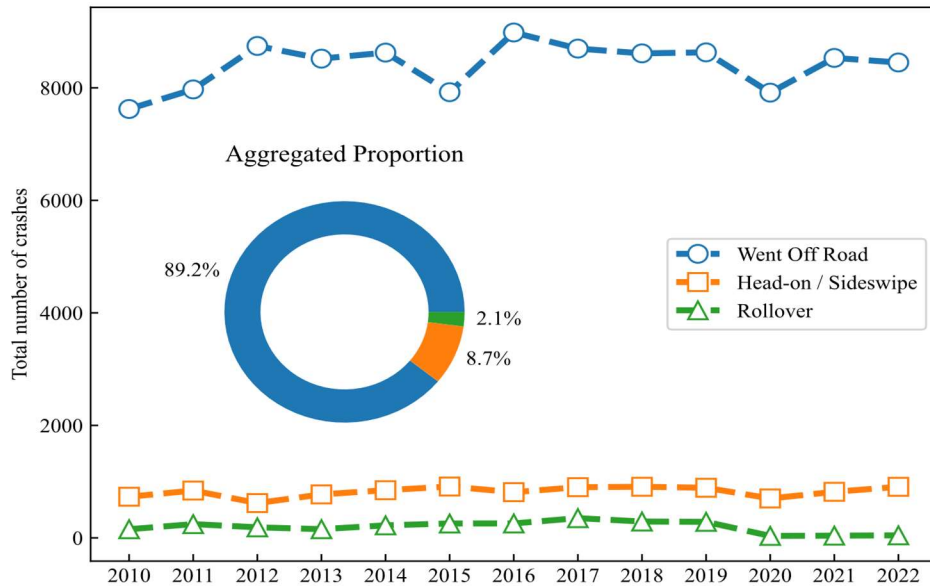 8000
6000
4000
2000
0
Total number of crashes
Aggregated Proportion
89.2%
2.1%
8.7%
Went Off Road
Head-on / Sideswipe
Rollover
2010 2011 2012 2013 2014 2015 2016 2017 2018 2019 2020 2021 2022